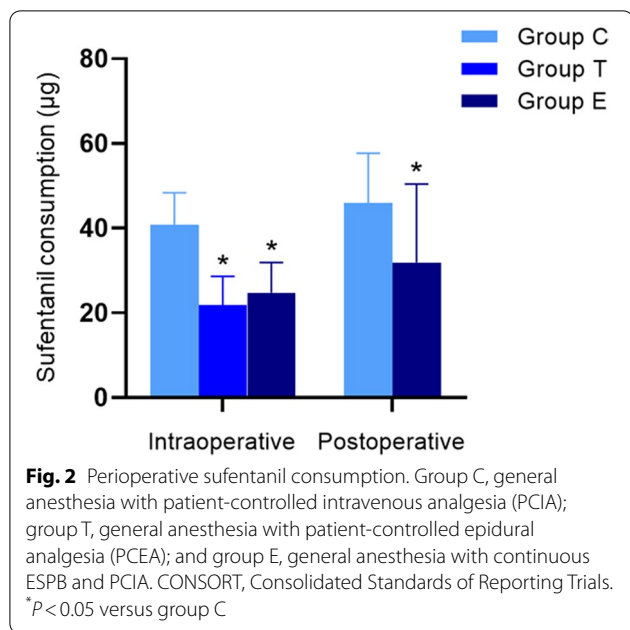 Group C
Group T
Group E
Sufentanil consumption (µg)
80
60
40
20
0
* * *
Intraoperative Postoperative
Fig. 2 Perioperative sufentanil consumption. Group C, general
anesthesia with patient-controlled intravenous analgesia (PCIA);
group T, general anesthesia with patient-controlled epidural
analgesia (PCEA); and group E, general anesthesia with continuous
ESPB and PCIA. CONSORT, Consolidated Standards of Reporting Trials.
*P < 0.05 versus group C